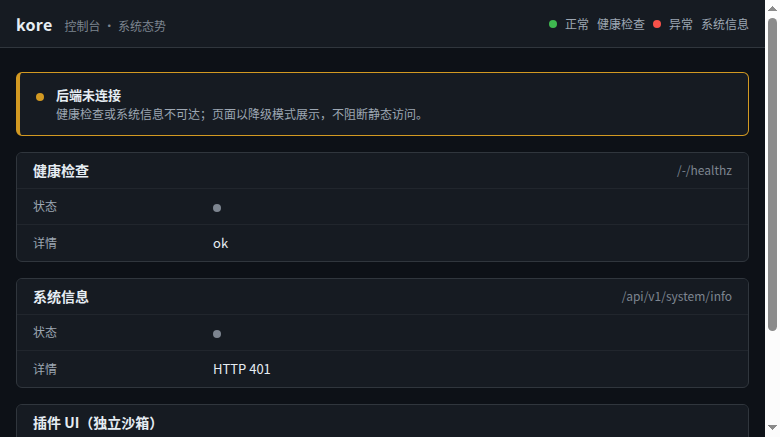 kore 控制台 · 系统态势 正常 健康检查 异常 系统信息
后端未连接
健康检查或系统信息不可达；页面以降级模式展示，不阻断静态访问。
健康检查 /-/healthz
状态
详情 ok
系统信息 /api/v1/system/info
状态
详情 HTTP 401
插件 UI（独立沙箱）